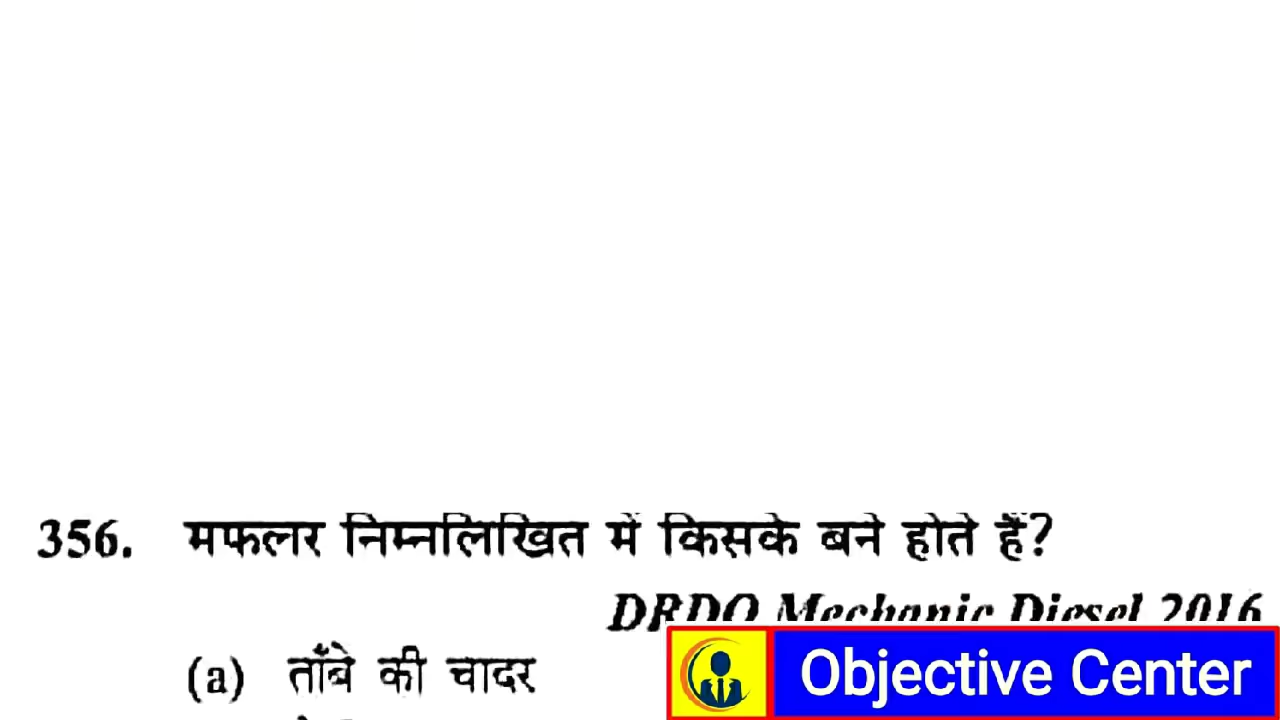 356. मफलर निम्नलिखित में किसके बने होते हैं?
DRDO Mechanic Diesel 2016
(a) ताँबे की चादर
Objective Center